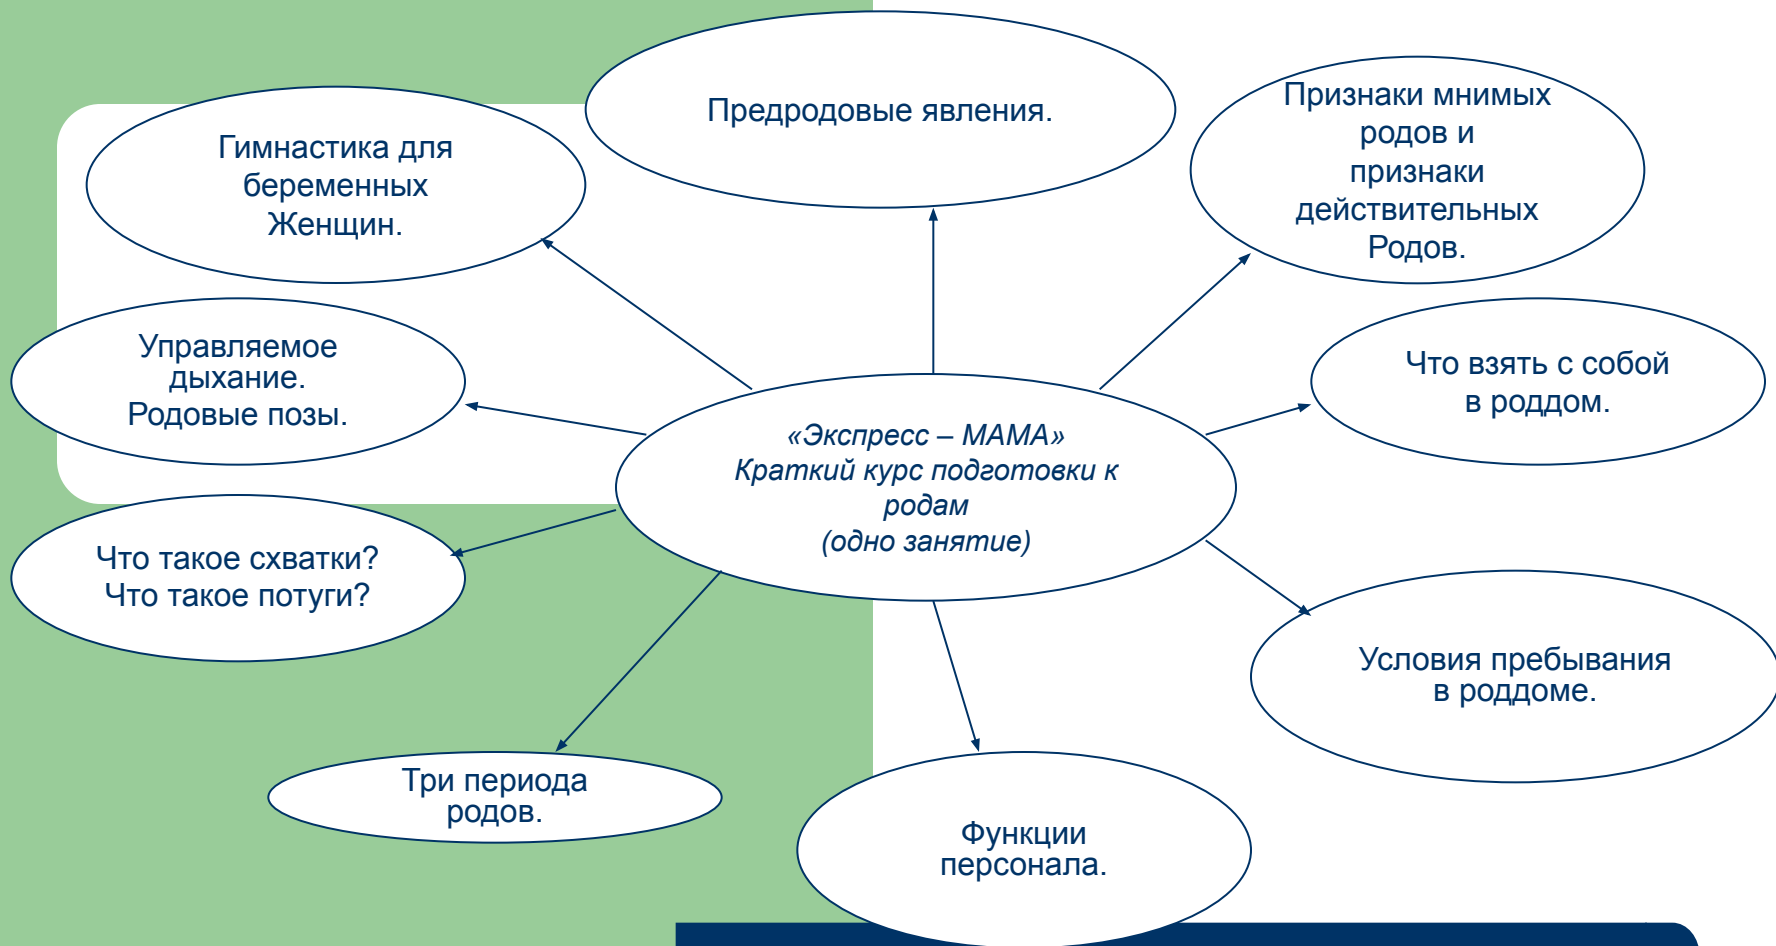 Предродовые явления.
Признаки мнимых
родов и
признаки
действительных
Родов.
Гимнастика для
беременных
Женщин.
Управляемое
дыхание.
Родовые позы.
Что взять с собой
в роддом.
«Экспресс – МАМА»
Краткий курс подготовки к
родам
(одно занятие)
Что такое схватки?
Что такое потуги?
Условия пребывания
в роддоме.
Три периода
родов.
Функции
персонала.